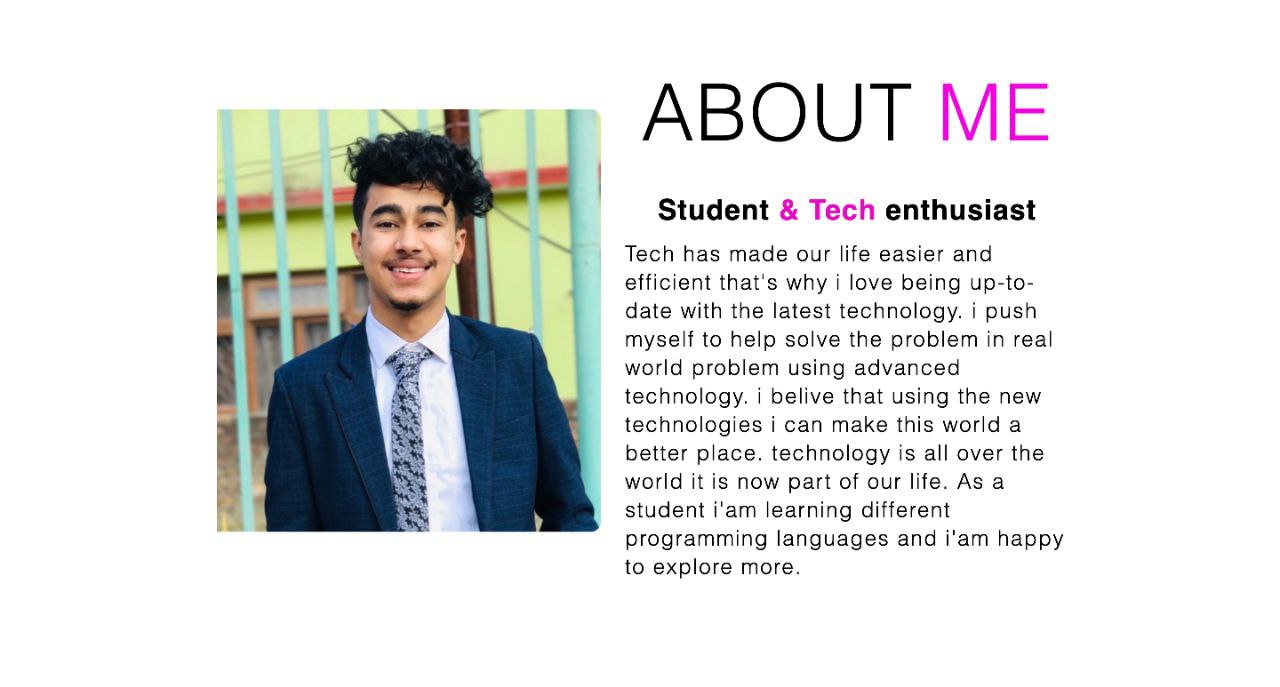 ABOUT ME
Student & Tech enthusiast
Tech has made our life easier and
efficient that's why i love being up-to-
date with the latest technology. i push
myself to help solve the problem in real
world problem using advanced
technology. i belive that using the new
technologies i can make this world a
better place. technology is all over the
world it is now part of our life. As a
student i'am learning different
programming languages and i'am happy
to explore more.